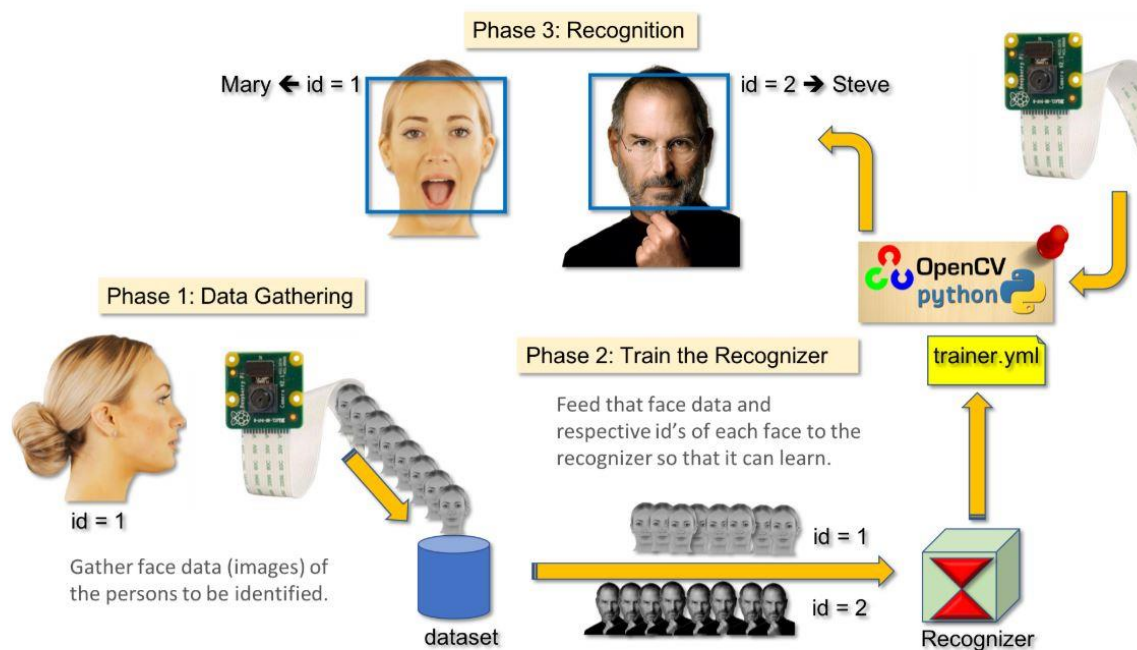 Phase 3: Recognition
Mary ← id = 1
id = 2 → Steve
OpenCV
python
trainer.yml
Phase 1: Data Gathering
id = 1
Gather face data (images) of
the persons to be identified.
dataset
Phase 2: Train the Recognizer
Feed that face data and
respective id's of each face to the
recognizer so that it can learn.
id = 1
id = 2
Recognizer